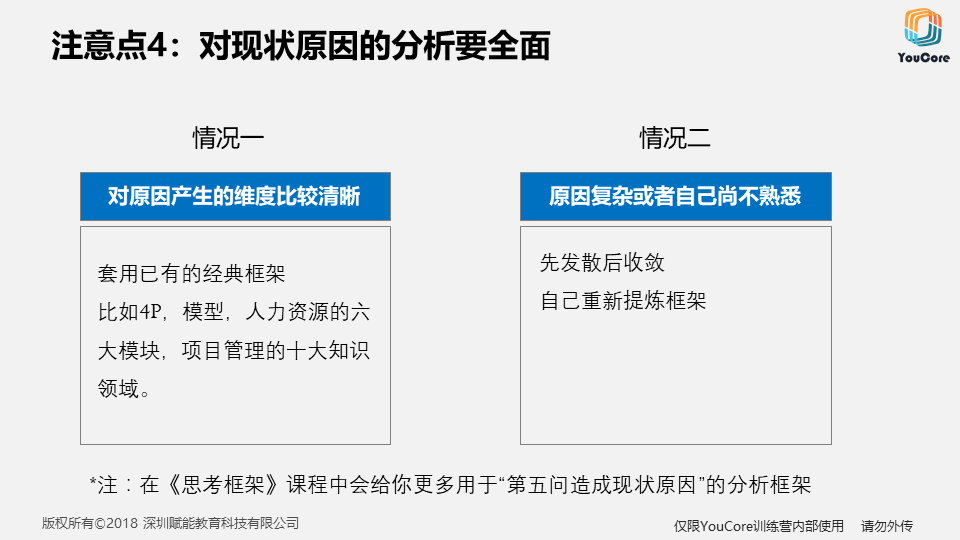 注意点4：对现状原因的分析要全面
YouCore
情况一
对原因产生的维度比较清晰
套用已有的经典框架
比如4P，模型，人力资源的六
大模块，项目管理的十大知识
领域。
情况二
原因复杂或者自己尚不熟悉
先发散后收敛
自己重新提炼框架
*注：在《思考框架》课程中会给你更多用于“第五问造成现状原因”的分析框架
版权所有©2018 深圳赋能教育科技有限公司
仅限YouCore训练营内部使用 请勿外传